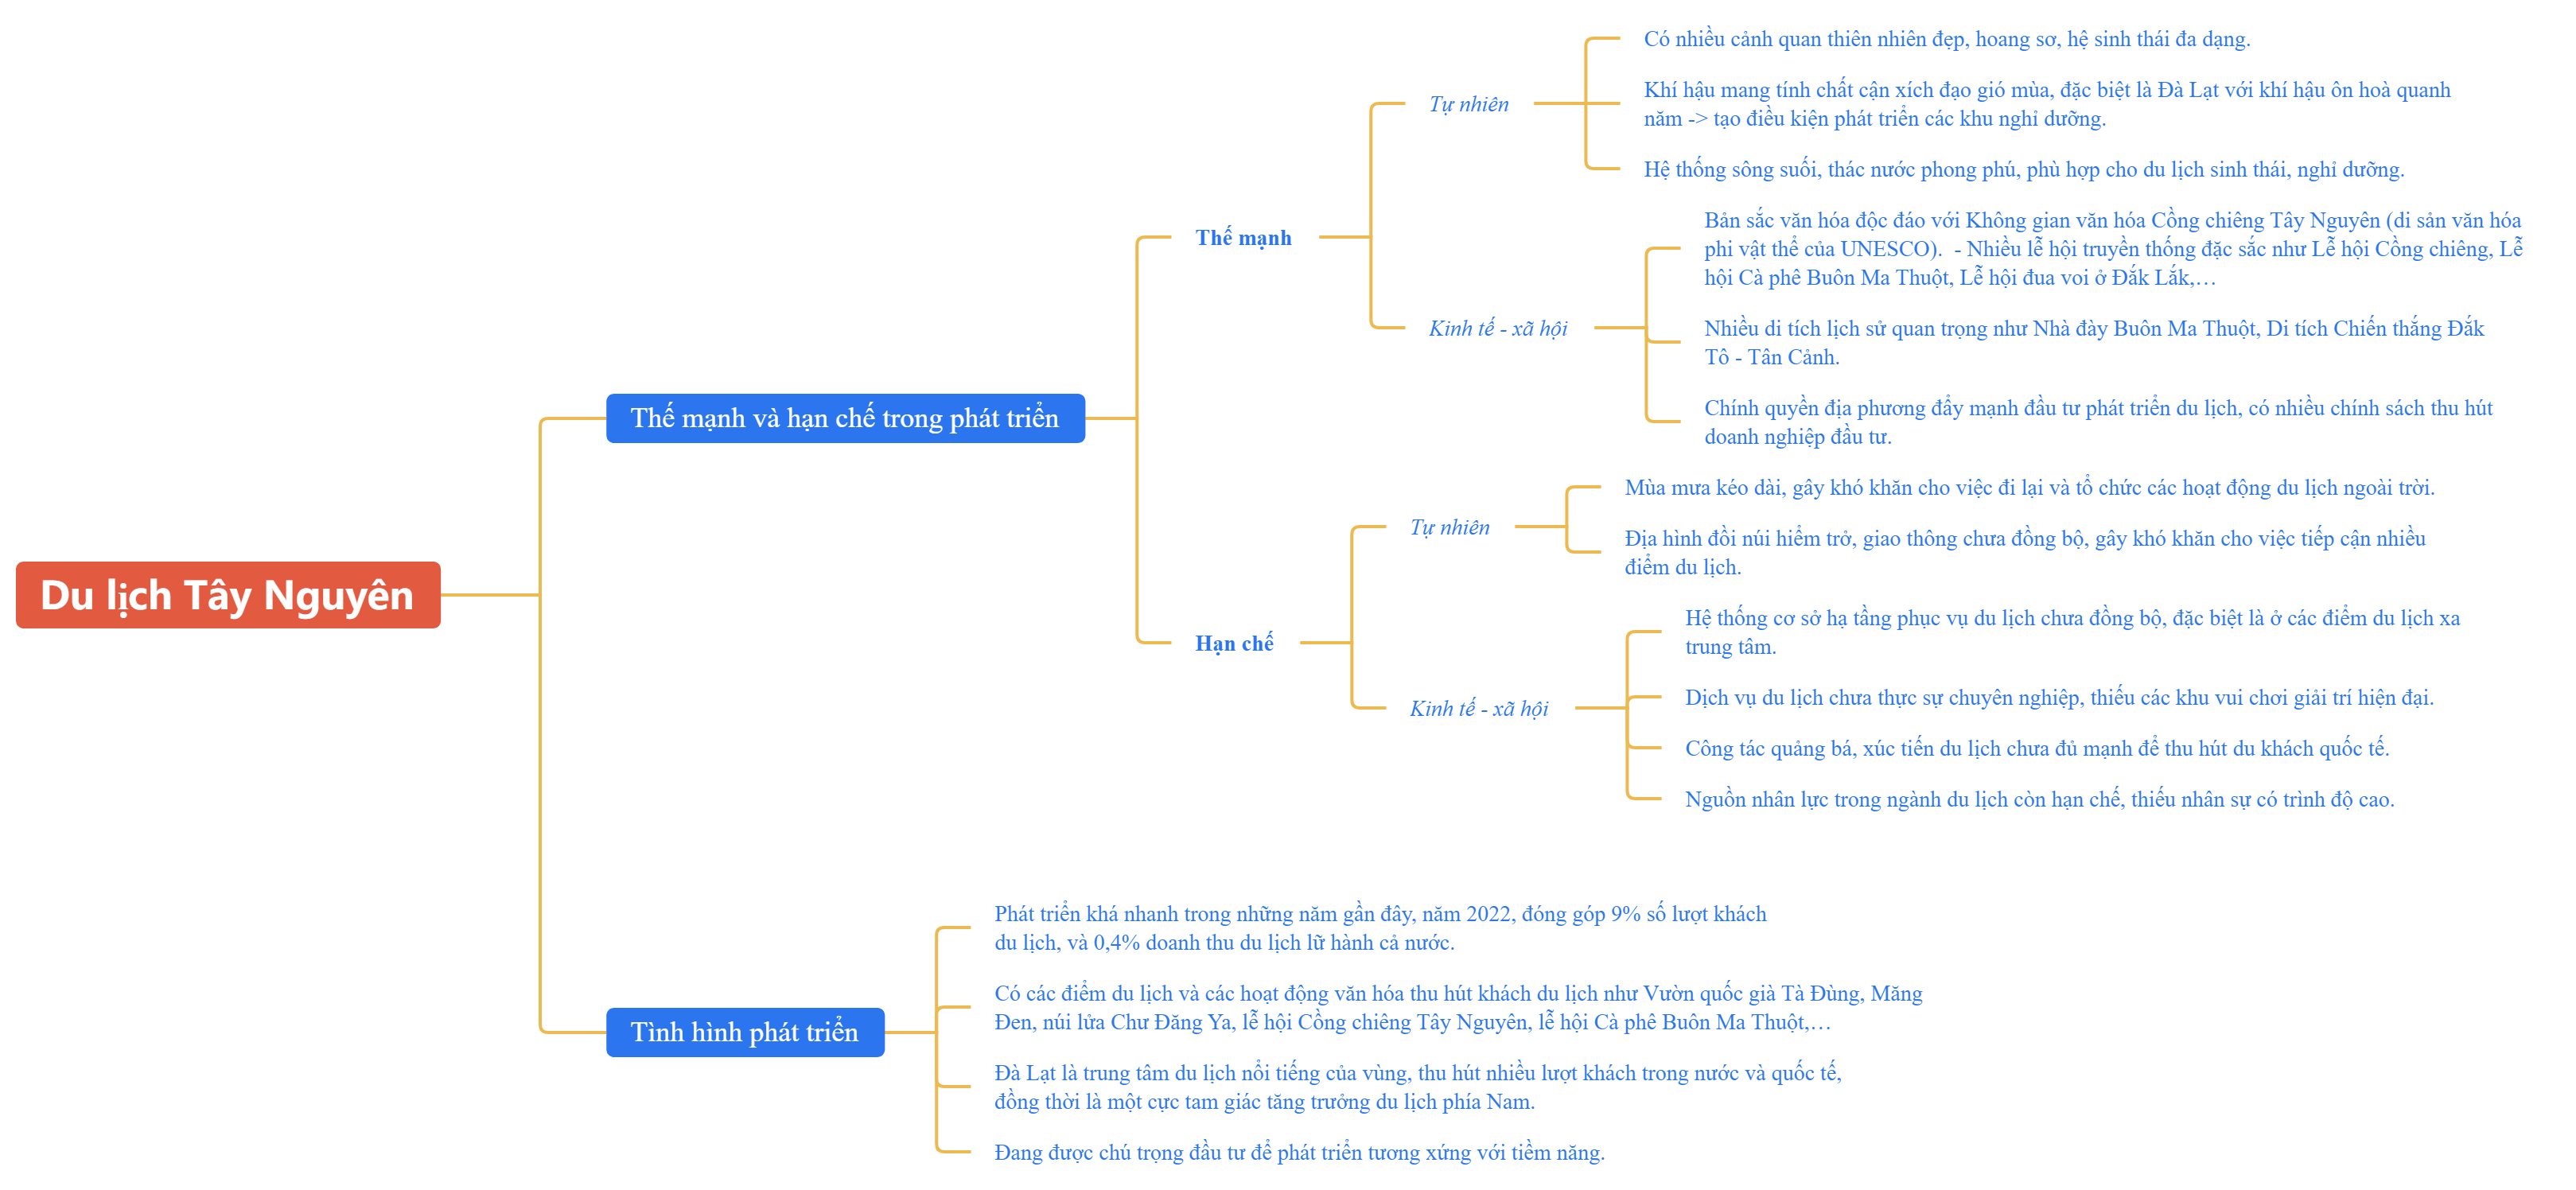 Du lịch Tây Nguyên
Thế mạnh và hạn chế trong phát triển
Thế mạnh
Tự nhiên
Có nhiều cảnh quan thiên nhiên đẹp, hoang sơ, hệ sinh thái đa dạng.
Khí hậu mang tính chất cận xích đạo gió mùa, đặc biệt là Đà Lạt với khí hậu ôn hoà quanh
năm -> tạo điều kiện phát triển các khu nghỉ dưỡng.
Hệ thống sông suối, thác nước phong phú, phù hợp cho du lịch sinh thái, nghỉ dưỡng.
Kinh tế - xã hội
Bản sắc văn hóa độc đáo với Không gian văn hóa Cồng chiêng Tây Nguyên (di sản văn hóa
phi vật thể của UNESCO).  - Nhiều lễ hội truyền thống đặc sắc như Lễ hội Cồng chiêng, Lễ
hội Cà phê Buôn Ma Thuột, Lễ hội đua voi ở Đắk Lắk,…
Nhiều di tích lịch sử quan trọng như Nhà đày Buôn Ma Thuột, Di tích Chiến thắng Đắk
Tô - Tân Cảnh.
Chính quyền địa phương đẩy mạnh đầu tư phát triển du lịch, có nhiều chính sách thu hút
doanh nghiệp đầu tư.
Hạn chế
Tự nhiên
Mùa mưa kéo dài, gây khó khăn cho việc đi lại và tổ chức các hoạt động du lịch ngoài trời.
Địa hình đồi núi hiểm trở, giao thông chưa đồng bộ, gây khó khăn cho việc tiếp cận nhiều
điểm du lịch.
Kinh tế - xã hội
Hệ thống cơ sở hạ tầng phục vụ du lịch chưa đồng bộ, đặc biệt là ở các điểm du lịch xa
trung tâm.
Dịch vụ du lịch chưa thực sự chuyên nghiệp, thiếu các khu vui chơi giải trí hiện đại.
Công tác quảng bá, xúc tiến du lịch chưa đủ mạnh để thu hút du khách quốc tế.
Nguồn nhân lực trong ngành du lịch còn hạn chế, thiếu nhân sự có trình độ cao.
Tình hình phát triển
Phát triển khá nhanh trong những năm gần đây, năm 2022, đóng góp 9% số lượt khách
du lịch, và 0,4% doanh thu du lịch lữ hành cả nước.
Có các điểm du lịch và các hoạt động văn hóa thu hút khách du lịch như Vườn quốc già Tà Đùng, Măng
Đen, núi lửa Chư Đăng Ya, lễ hội Cồng chiêng Tây Nguyên, lễ hội Cà phê Buôn Ma Thuột,…
Đà Lạt là trung tâm du lịch nổi tiếng của vùng, thu hút nhiều lượt khách trong nước và quốc tế,
đồng thời là một cực tam giác tăng trưởng du lịch phía Nam.
Đang được chú trọng đầu tư để phát triển tương xứng với tiềm năng.